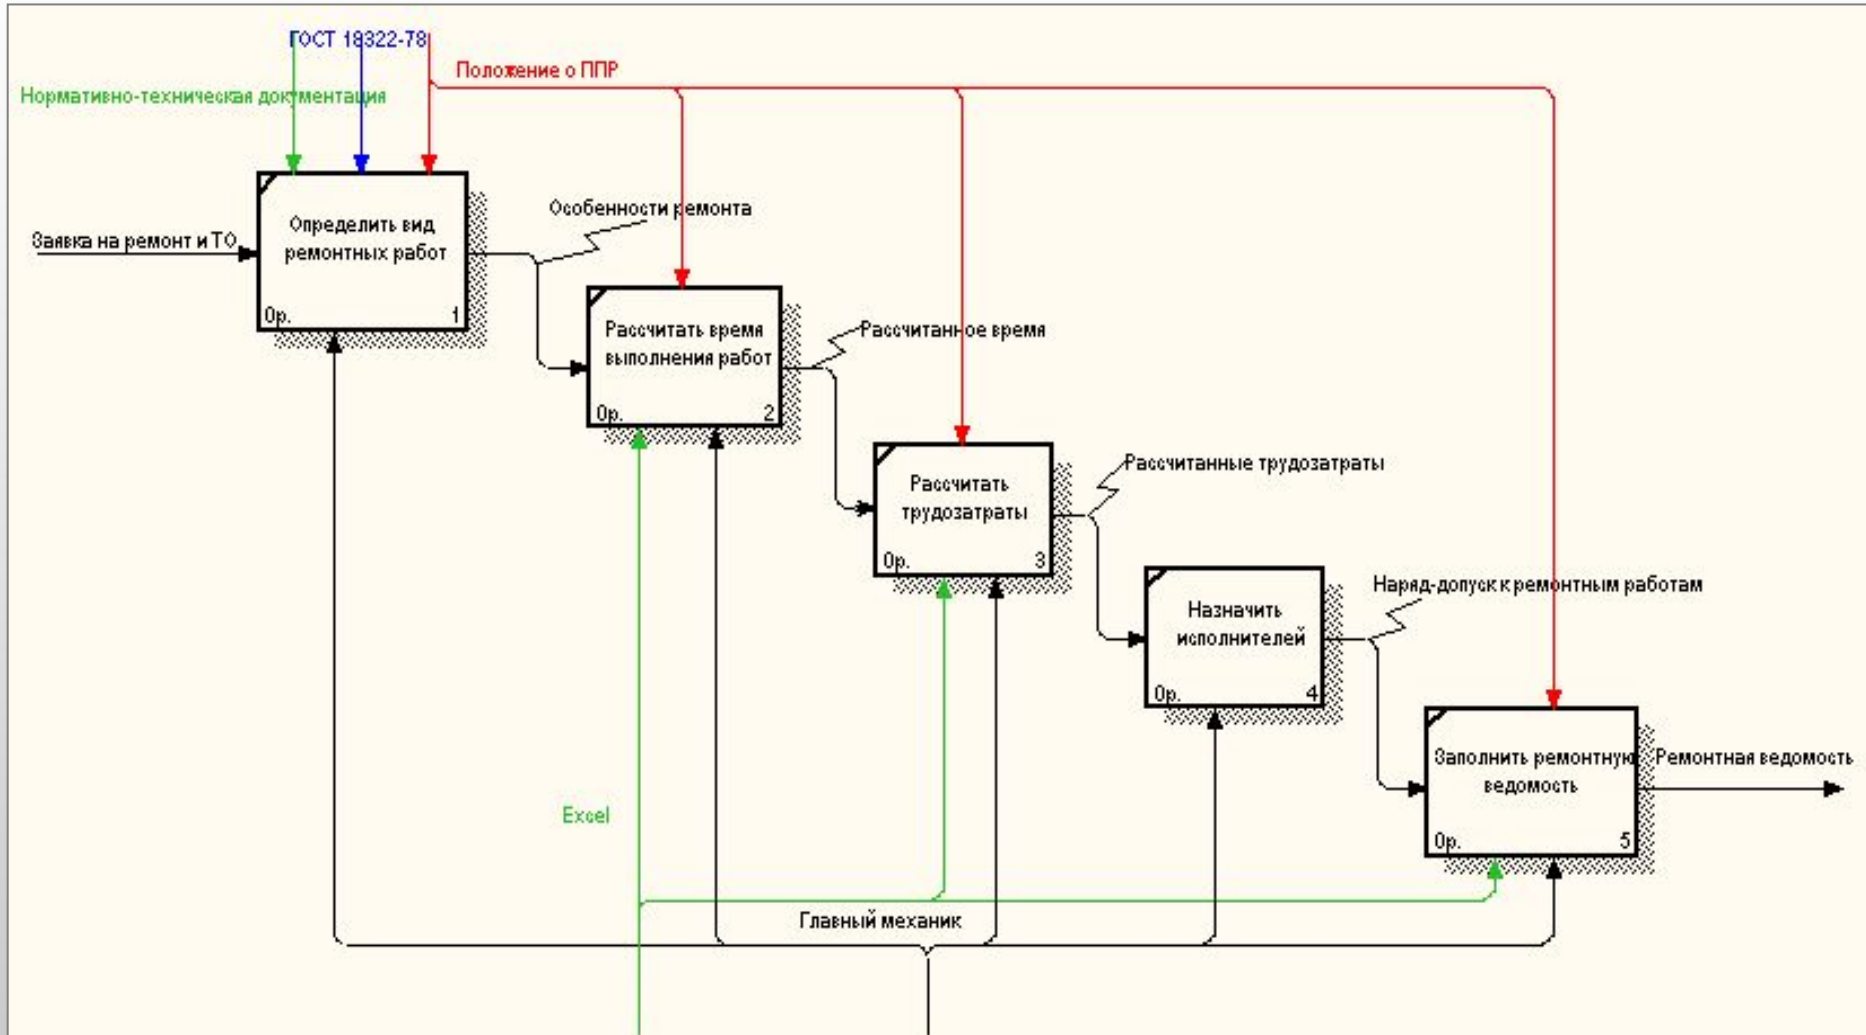 ГОСТ 18322-78
Положение о ППР
Нормативно-техническая документация
Заявка на ремонт и ТО
Определить вид
ремонтных работ
0р. 1
Особенности ремонта
Рассчитать время
выполнения работ
0р. 2
Рассчитанное время
Рассчитать
трудозатраты
0р. 3
Рассчитанные трудозатраты
Назначить
исполнителей
0р. 4
Наряд-допуск к ремонтным работам
Заполнить ремонтную
ведомость
0р. 5
Ремонтная ведомость
Excel
Главный механик